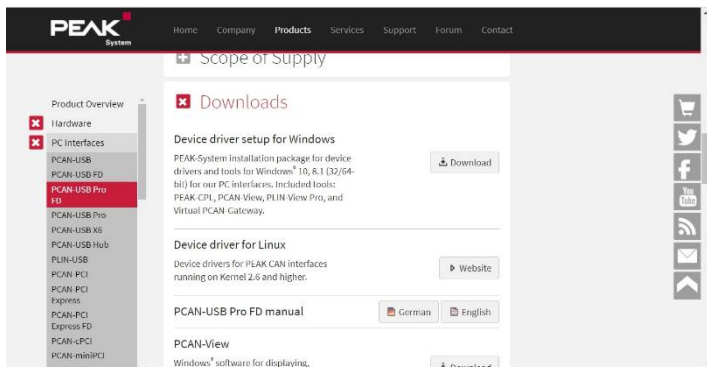 PEAK
System
Home Company Products Services Support Forum Contact
Scope of Supply
Product Overview
Hardware
PC Interfaces
PCAN-USB
PCAN-USB FD
PCAN-USB Pro
FD
PCAN-USB Pro
PCAN-USB X6
PCAN-USB Hub
PLIN-USB
PCAN-PCI
PCAN-PCI
Express
PCAN-PCI
Express FD
PCAN-cPCI
PCAN-miniPCI
Downloads
Device driver setup for Windows
PEAK-System installation package for device
drivers and tools for Windows® 10, 8.1 (32/64-
bit) for our PC interfaces. Included tools:
PEAK-CPL, PCAN-View, PLIN-View Pro, and
Virtual PCAN-Gateway.
Download
Device driver for Linux
Device drivers for PEAK CAN interfaces
running on Kernel 2.6 and higher.
Website
PCAN-USB Pro FD manual
German English
PCAN-View
Windows® software for displaying,
Download
You
Tube